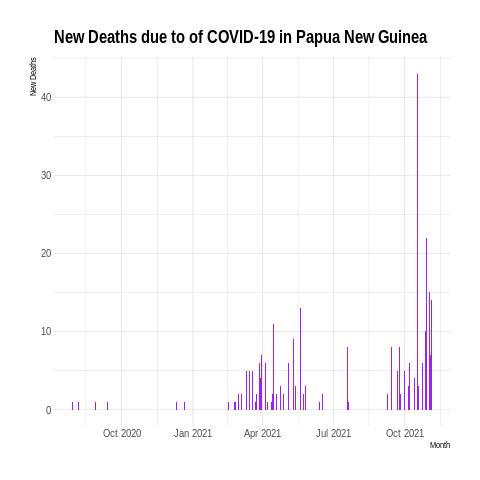 New Deaths due to of COVID-19 in Papua New Guinea
New Deaths
40
30
20
10
0
Oct 2020 Jan 2021 Apr 2021 Jul 2021 Oct 2021
Month